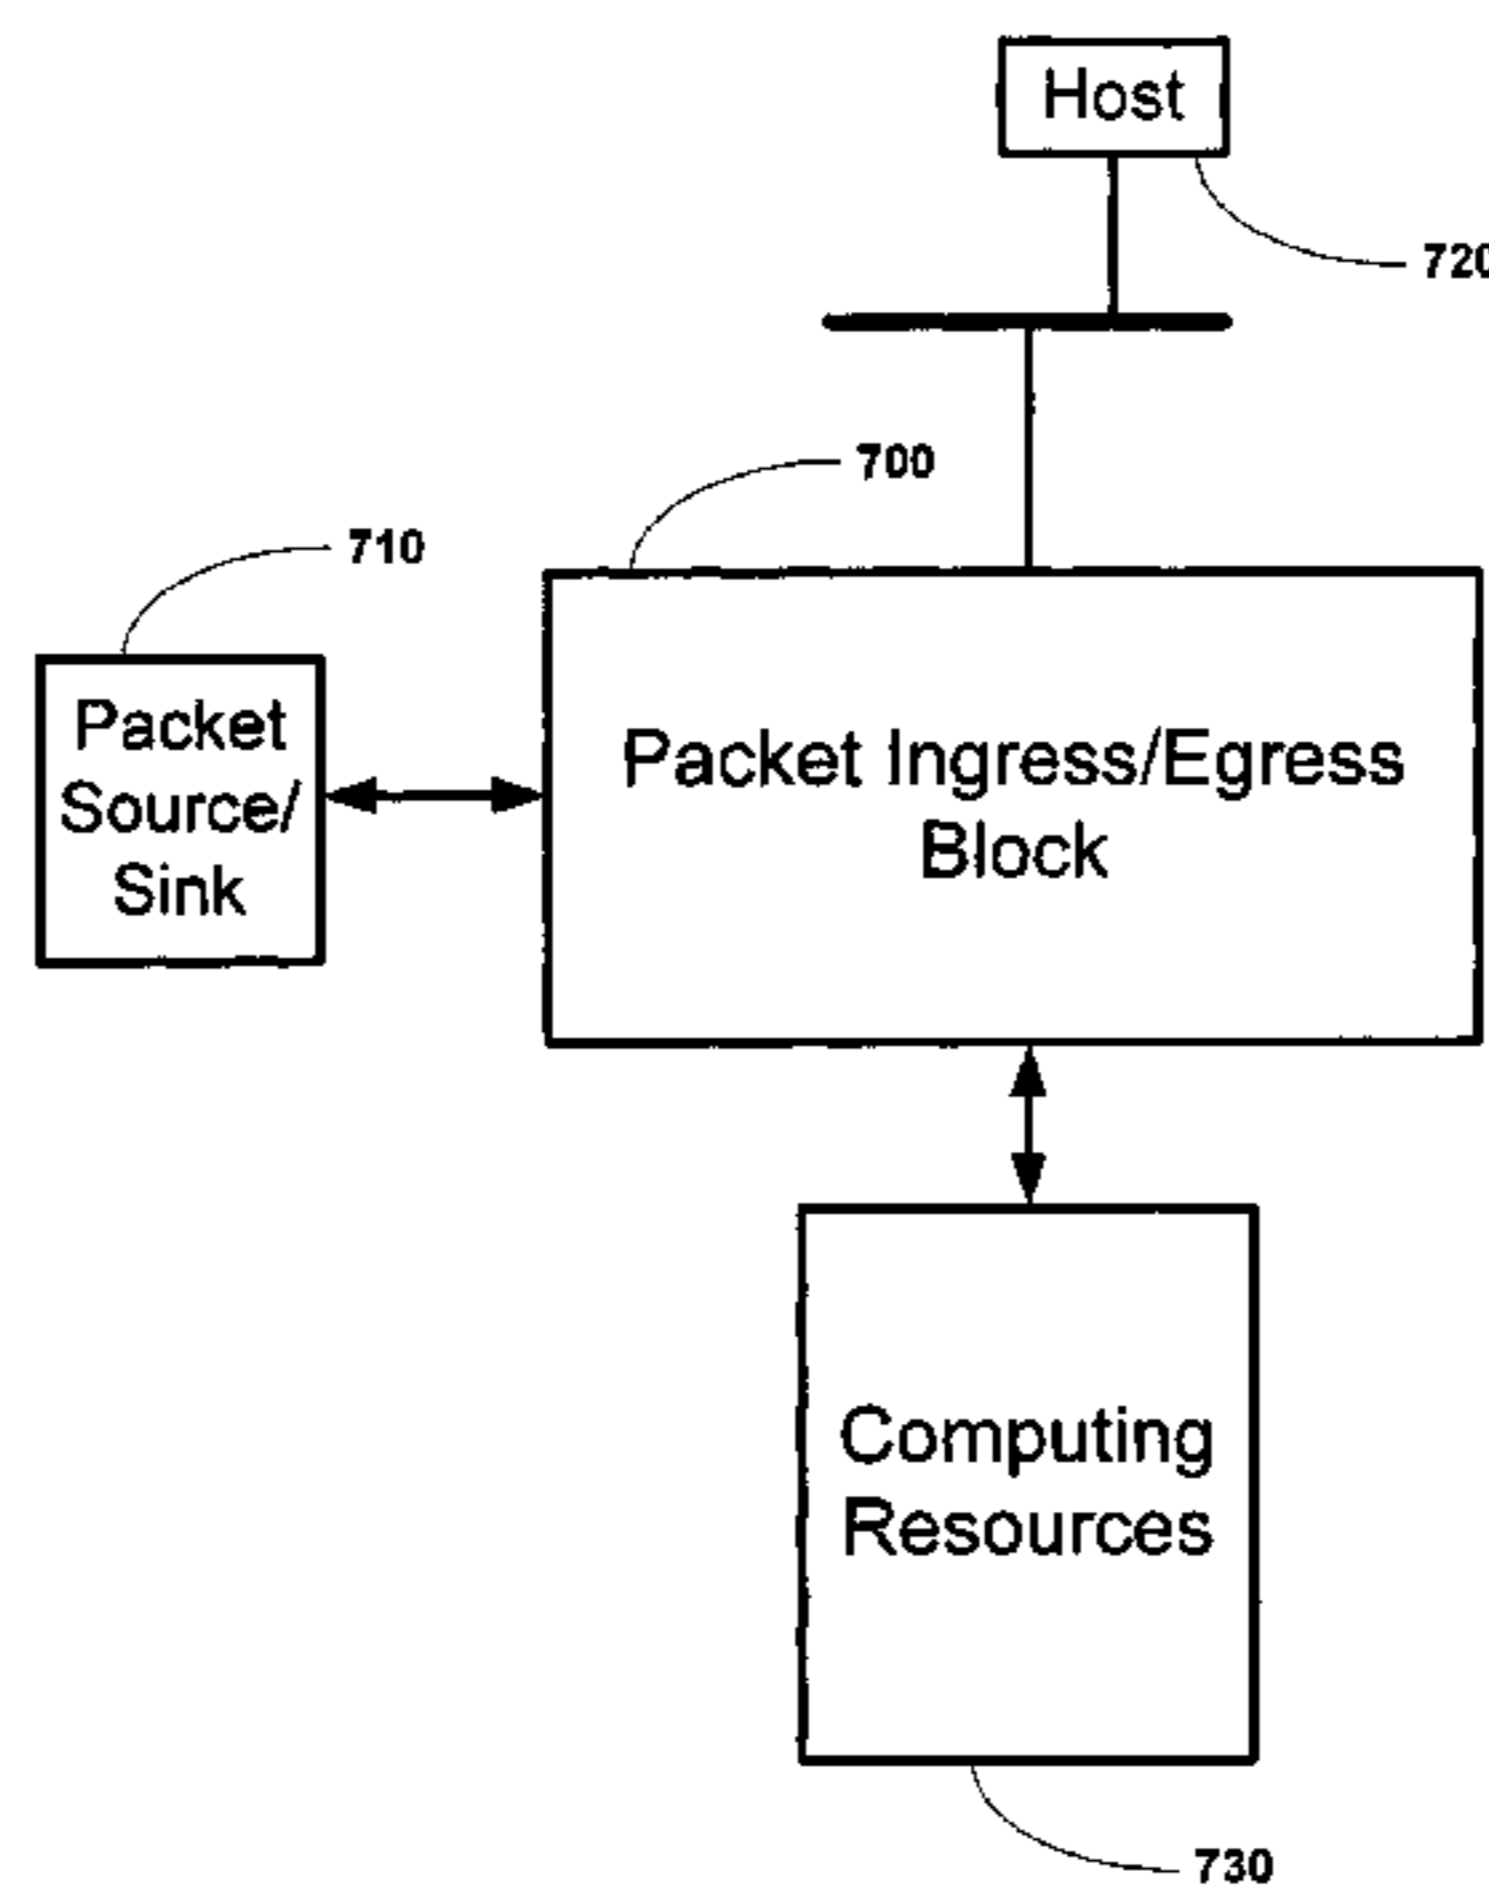 Host
720
700
710
Packet
Source/
Sink
Packet Ingress/Egress
Block
Computing
Resources
730